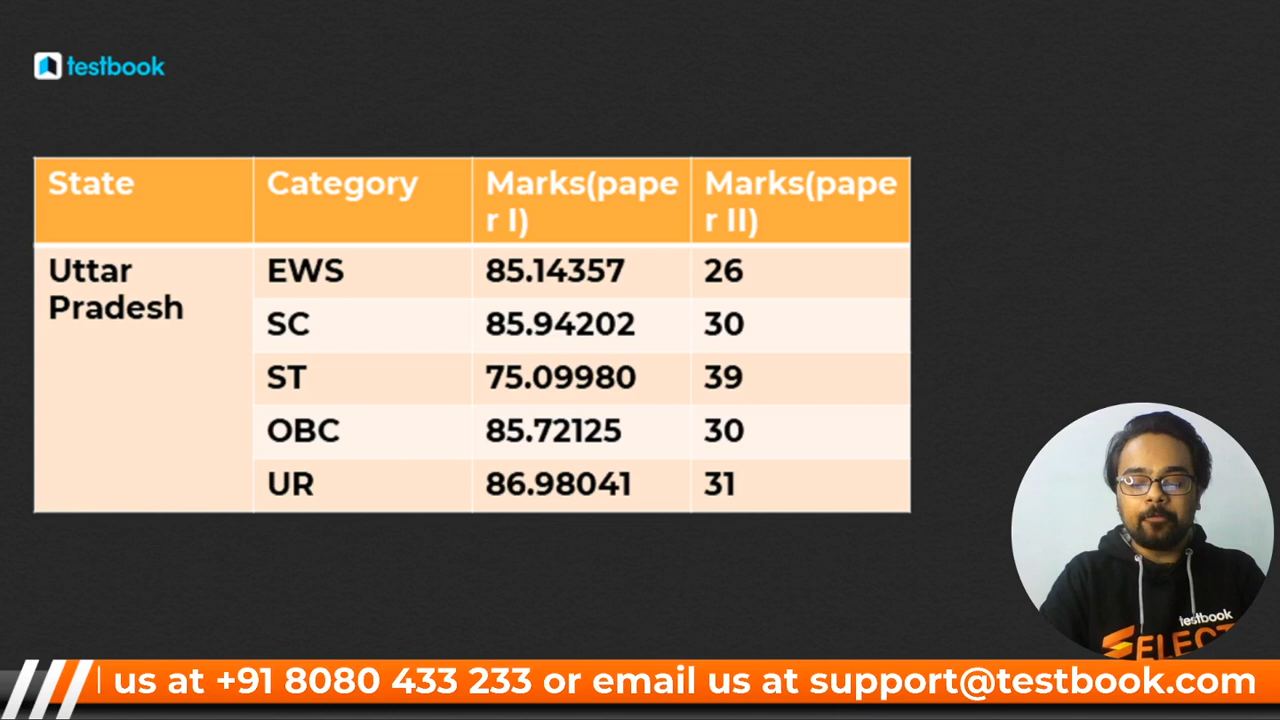 testbook
State Category Marks(pape Marks(pape
r I) r II)
Uttar EWS 85.14357 26
Pradesh
SC 85.94202 30
ST 75.09980 39
OBC 85.72125 30
UR 86.98041 31
testbook
SELECT
us at +91 8080 433 233 or email us at support@testbook.com